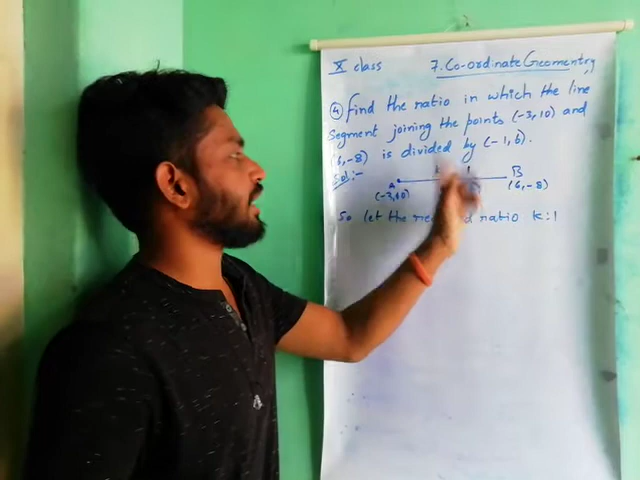 X class 7. Co-ordinate Geomentry
④ find the ratio in which the line
Segment joining the points (-3,10) and
6,-8) is divided by (-1,6).
Sol:-
A B
(-3,10) (6,-8)
So let the ratio k:1